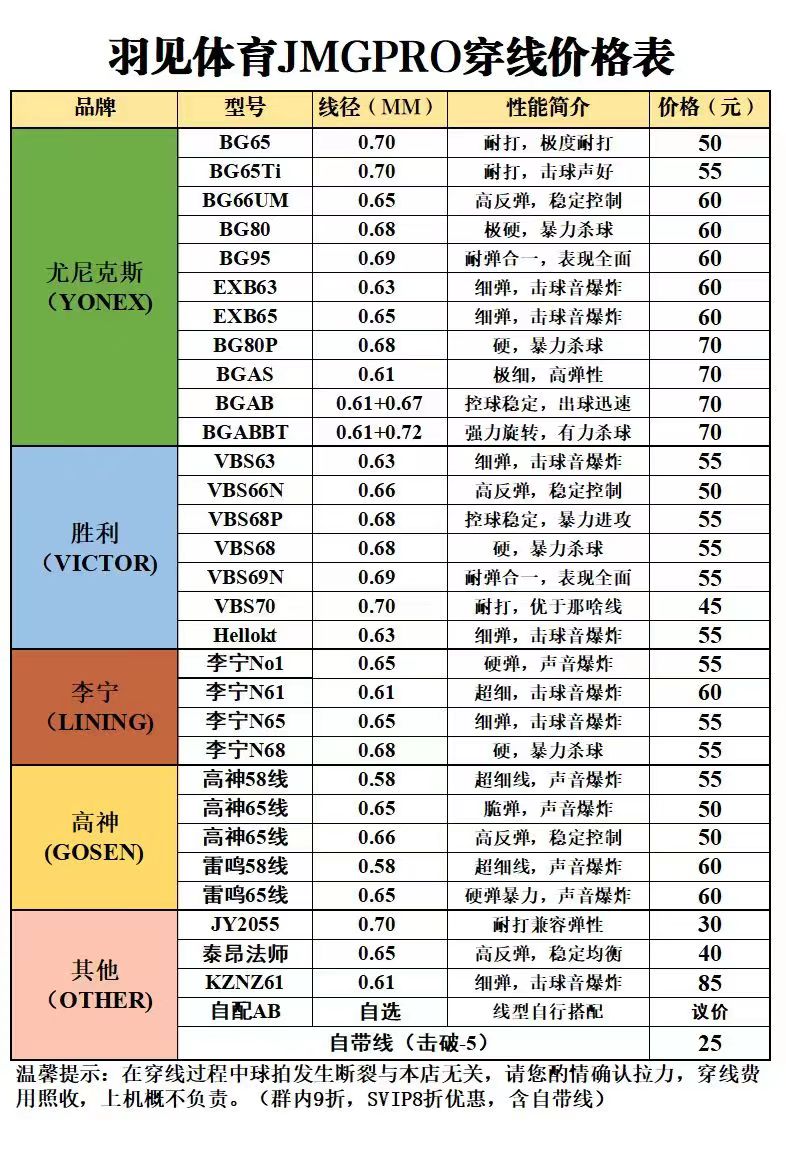 羽见体育JMGPRO穿线价格表
品牌 型号 线径（MM） 性能简介 价格（元）
尤尼克斯
（YONEX)
BG65 0.70 耐打，极度耐打 50
BG65Ti 0.70 耐打，击球声好 55
BG66UM 0.65 高反弹，稳定控制 60
BG80 0.68 极硬，暴力杀球 60
BG95 0.69 耐弹合一，表现全面 60
EXB63 0.63 细弹，击球音爆炸 60
EXB65 0.65 细弹，击球音爆炸 60
BG80P 0.68 硬，暴力杀球 70
BGAS 0.61 极细，高弹性 70
BGAB 0.61+0.67 控球稳定，出球迅速 70
BGABBT 0.61+0.72 强力旋转，有力杀球 70
胜利
（VICTOR)
VBS63 0.63 细弹，击球音爆炸 55
VBS66N 0.66 高反弹，稳定控制 50
VBS68P 0.68 控球稳定，暴力进攻 55
VBS68 0.68 硬，暴力杀球 55
VBS69N 0.69 耐弹合一，表现全面 55
VBS70 0.70 耐打，优于那啥线 45
Hellokt 0.63 细弹，击球音爆炸 55
李宁
（LINING)
李宁No1 0.65 硬弹，声音爆炸 55
李宁N61 0.61 超细，击球音爆炸 60
李宁N65 0.65 细弹，击球音爆炸 55
李宁N68 0.68 硬，暴力杀球 55
高神
(GOSEN)
高神58线 0.58 超细线，声音爆炸 55
高神65线 0.65 脆弹，声音爆炸 50
高神65线 0.66 高反弹，稳定控制 50
雷鸣58线 0.58 超细线，声音爆炸 60
雷鸣65线 0.65 硬弹暴力，声音爆炸 60
其他
（OTHER)
JY2055 0.70 耐打兼容弹性 30
泰昂法师 0.65 高反弹，稳定均衡 40
KZNZ61 0.61 细弹，击球音爆炸 85
自配AB 自选 线型自行搭配 议价
自带线（击破-5） 25
温馨提示：在穿线过程中球拍发生断裂与本店无关，请您酌情确认拉力，穿线费
用照收，上机概不负责。（群内9折，SVIP8折优惠，含自带线）